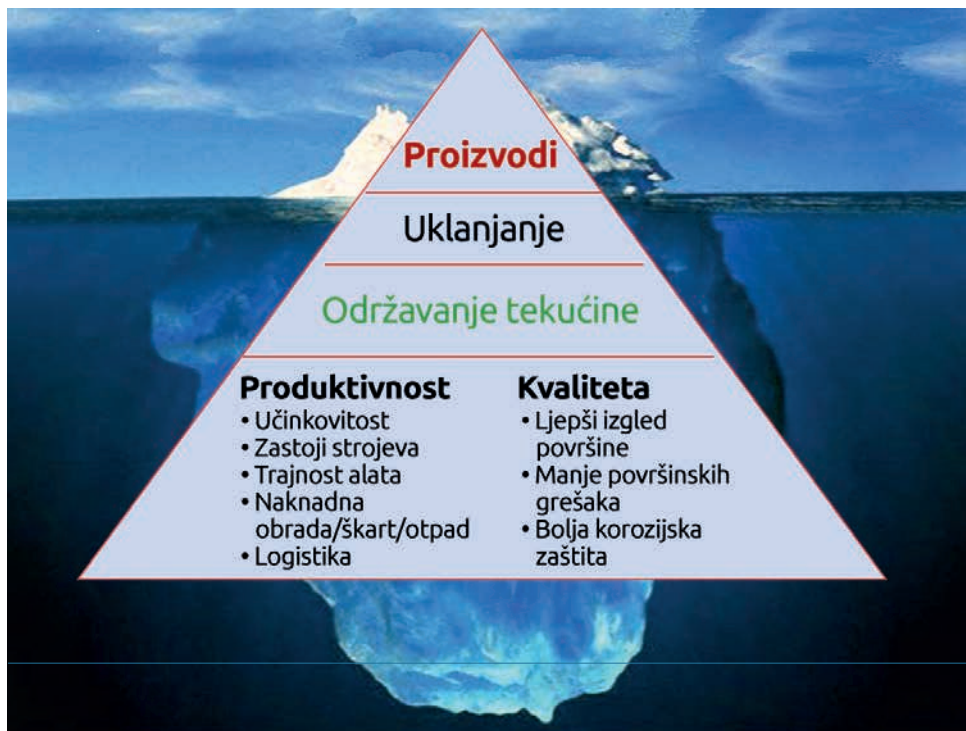 Proizvodi
Uklanjanje
Održavanje tekućine
Produktivnost
• Učinkovitost
• Zastoji strojeva
• Trajnost alata
• Naknadna
obrada/škart/otpad
• Logistika
Kvaliteta
• Ljepši izgled
površine
• Manje površinskih
grešaka
• Bolja korozijska
zaštita